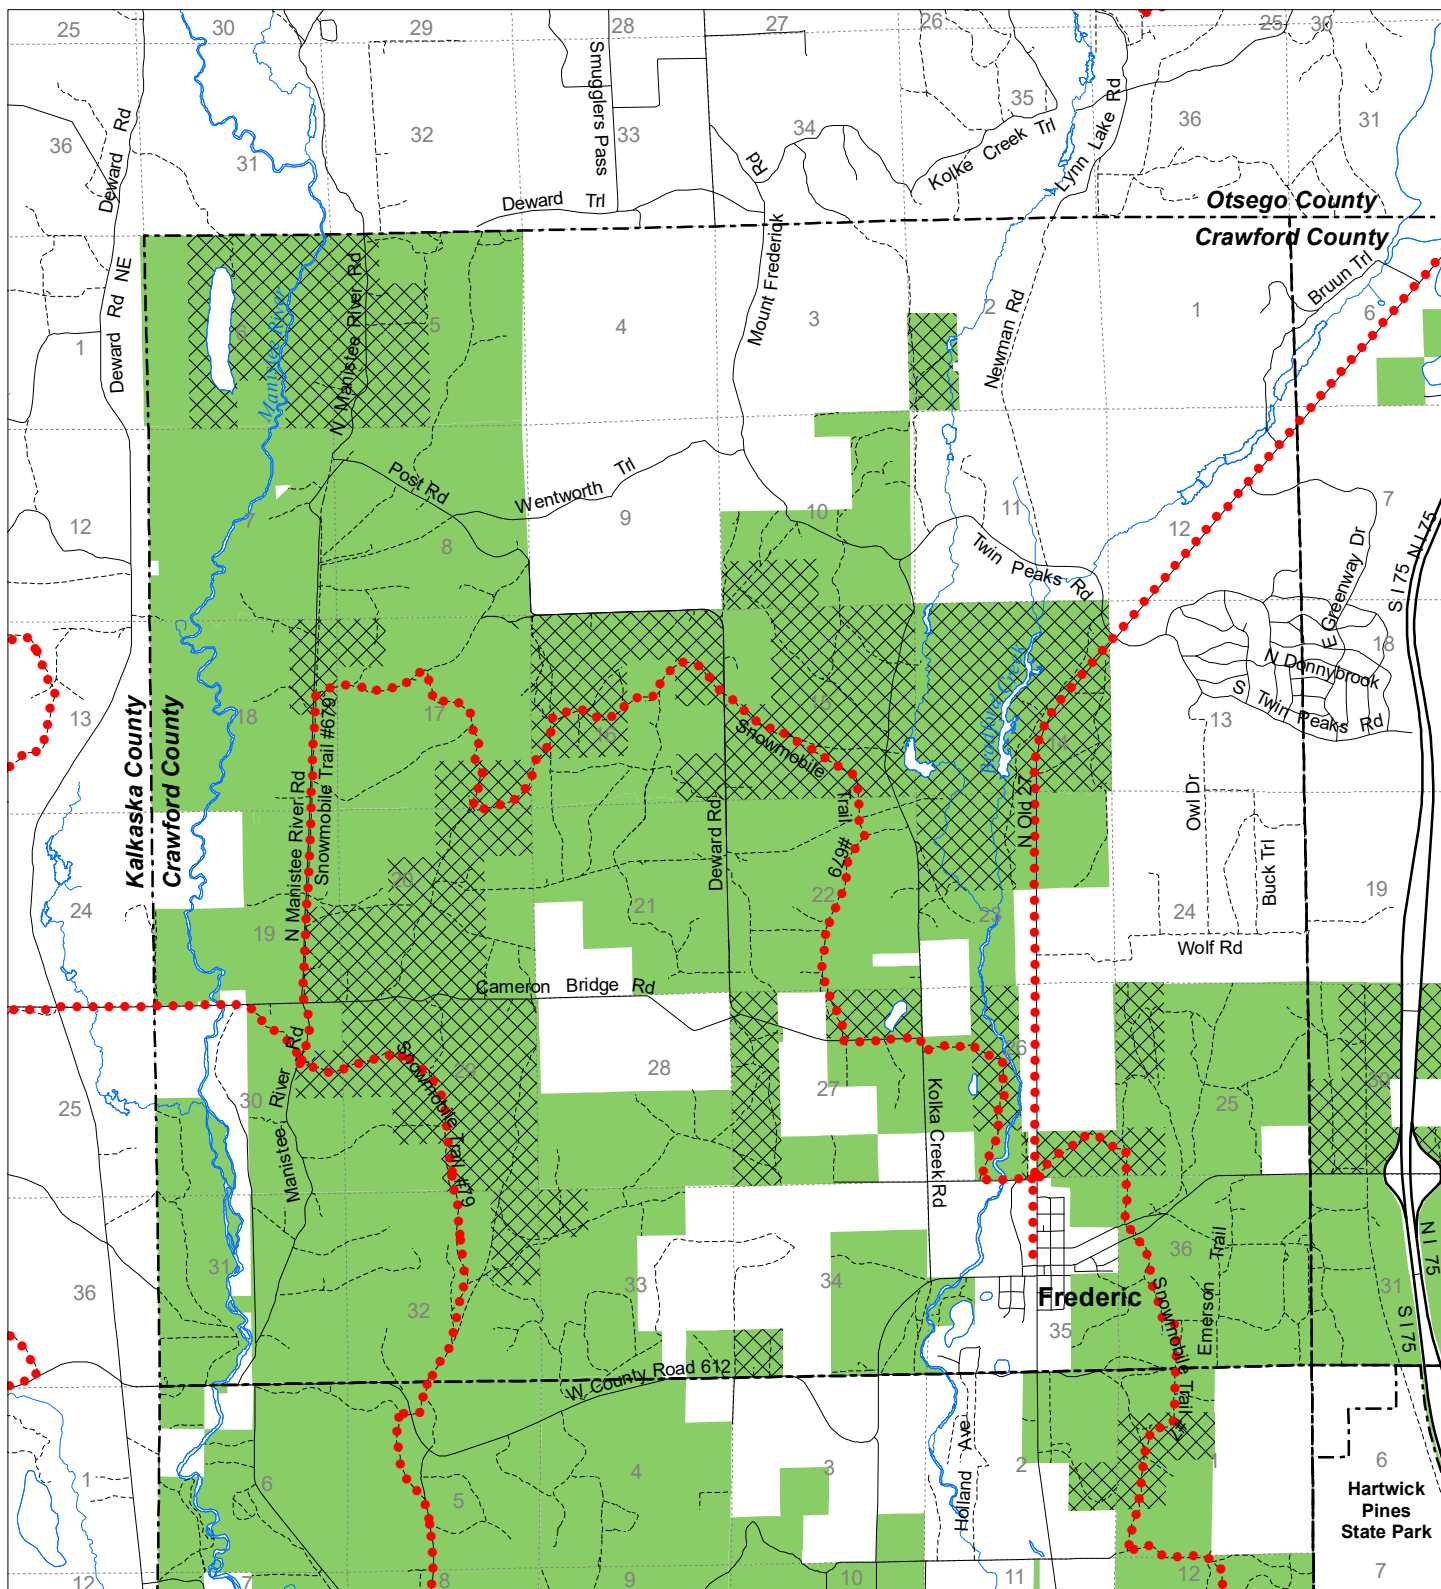 25
30
29
28
27
26
25
30
36
Deward Rd
31
32
Smugglers Pass
33
34
35
36
31
Rd
Kolke Creek Trl
Lynn Lake Rd
Deward Trl
Otsego County
Crawford County
Mount Frederick
Bruun Trl
Deward Rd NE
N Manistee River Rd
Manistee River
1
6
5
4
3
2
Newman Rd
1
6
Post Rd
Wentworth Trl
12
7
8
9
10
11
12
7
Twin Peaks Rd
S I 75
N I 75
E Greenway Dr
18
N Donnybrook
S Twin Peaks Rd
13
Kalkaska County
Crawford County
18
17
16
15
14
13
N Manistee River Rd
Snowmobile Trail #679
Snowmobile Trail #679
Bradford Creek
N Old 27
Owl Dr
Buck Trl
Deward Rd
24
19
20
21
22
23
24
19
Wolf Rd
Cameron Bridge Rd
25
30
29
28
27
26
25
30
Manistee River Rd
Snowmobile Trail #79
Kolka Creek Rd
36
31
32
33
34
35
36
31
Frederic
Emerson Trail
Snowmobile Trail #4
N I 75
S I 75
W County Road 612
Holland Ave
1
6
5
4
3
2
1
6
Hartwick
Pines
State Park
12
7
8
9
10
11
12
7